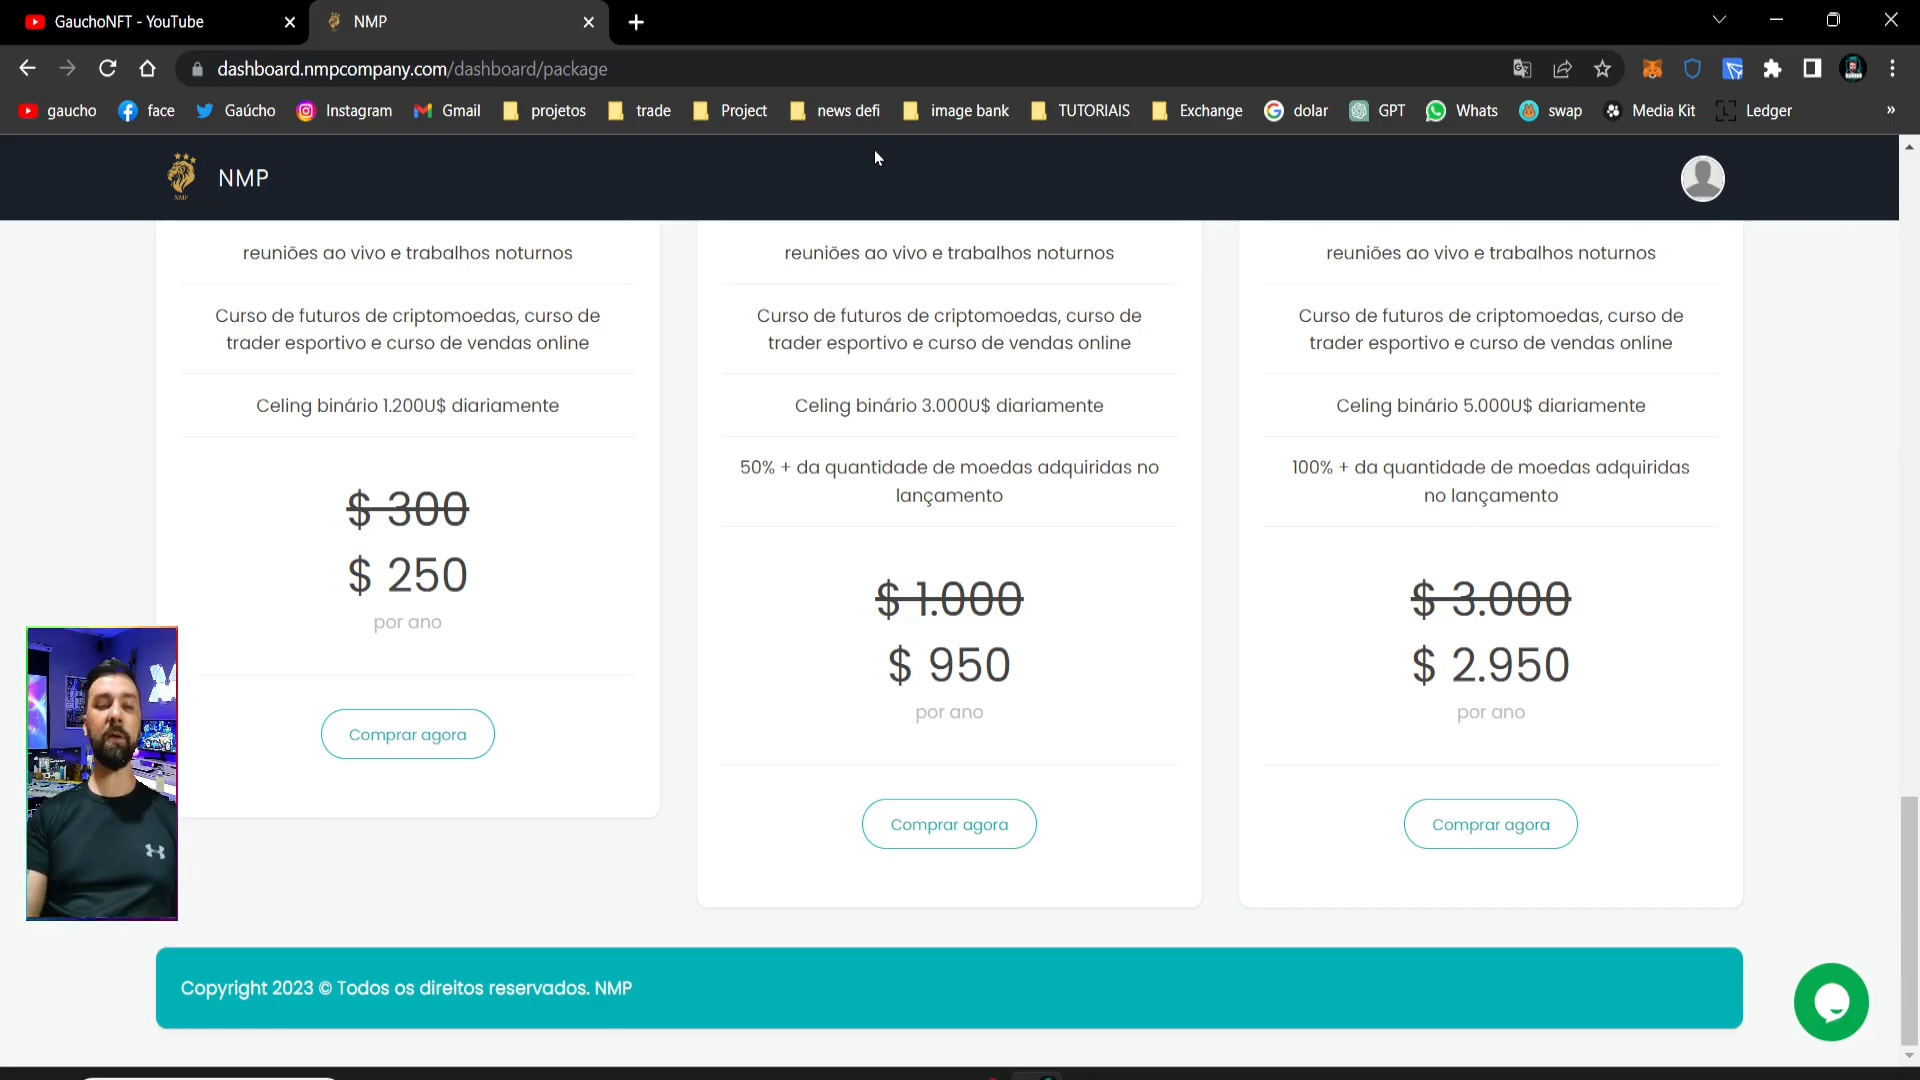 GauchoNFT - YouTube
NMP
dashboard.nmpcompany.com/dashboard/package
gaucho face Gaúcho Instagram Gmail projetos trade Project news defi image bank TUTORIAIS Exchange dolar GPT Whats swap Media Kit Ledger »
NMP
NMP
reuniões ao vivo e trabalhos noturnos
Curso de futuros de criptomoedas, curso de
trader esportivo e curso de vendas online
Celing binário 1.200U$ diariamente
$ 300
$ 250
por ano
Comprar agora
reuniões ao vivo e trabalhos noturnos
Curso de futuros de criptomoedas, curso de
trader esportivo e curso de vendas online
Celing binário 3.000U$ diariamente
50% + da quantidade de moedas adquiridas no
lançamento
$ 1.000
$ 950
por ano
Comprar agora
reuniões ao vivo e trabalhos noturnos
Curso de futuros de criptomoedas, curso de
trader esportivo e curso de vendas online
Celing binário 5.000U$ diariamente
100% + da quantidade de moedas adquiridas
no lançamento
$ 3.000
$ 2.950
por ano
Comprar agora
Copyright 2023 © Todos os direitos reservados. NMP